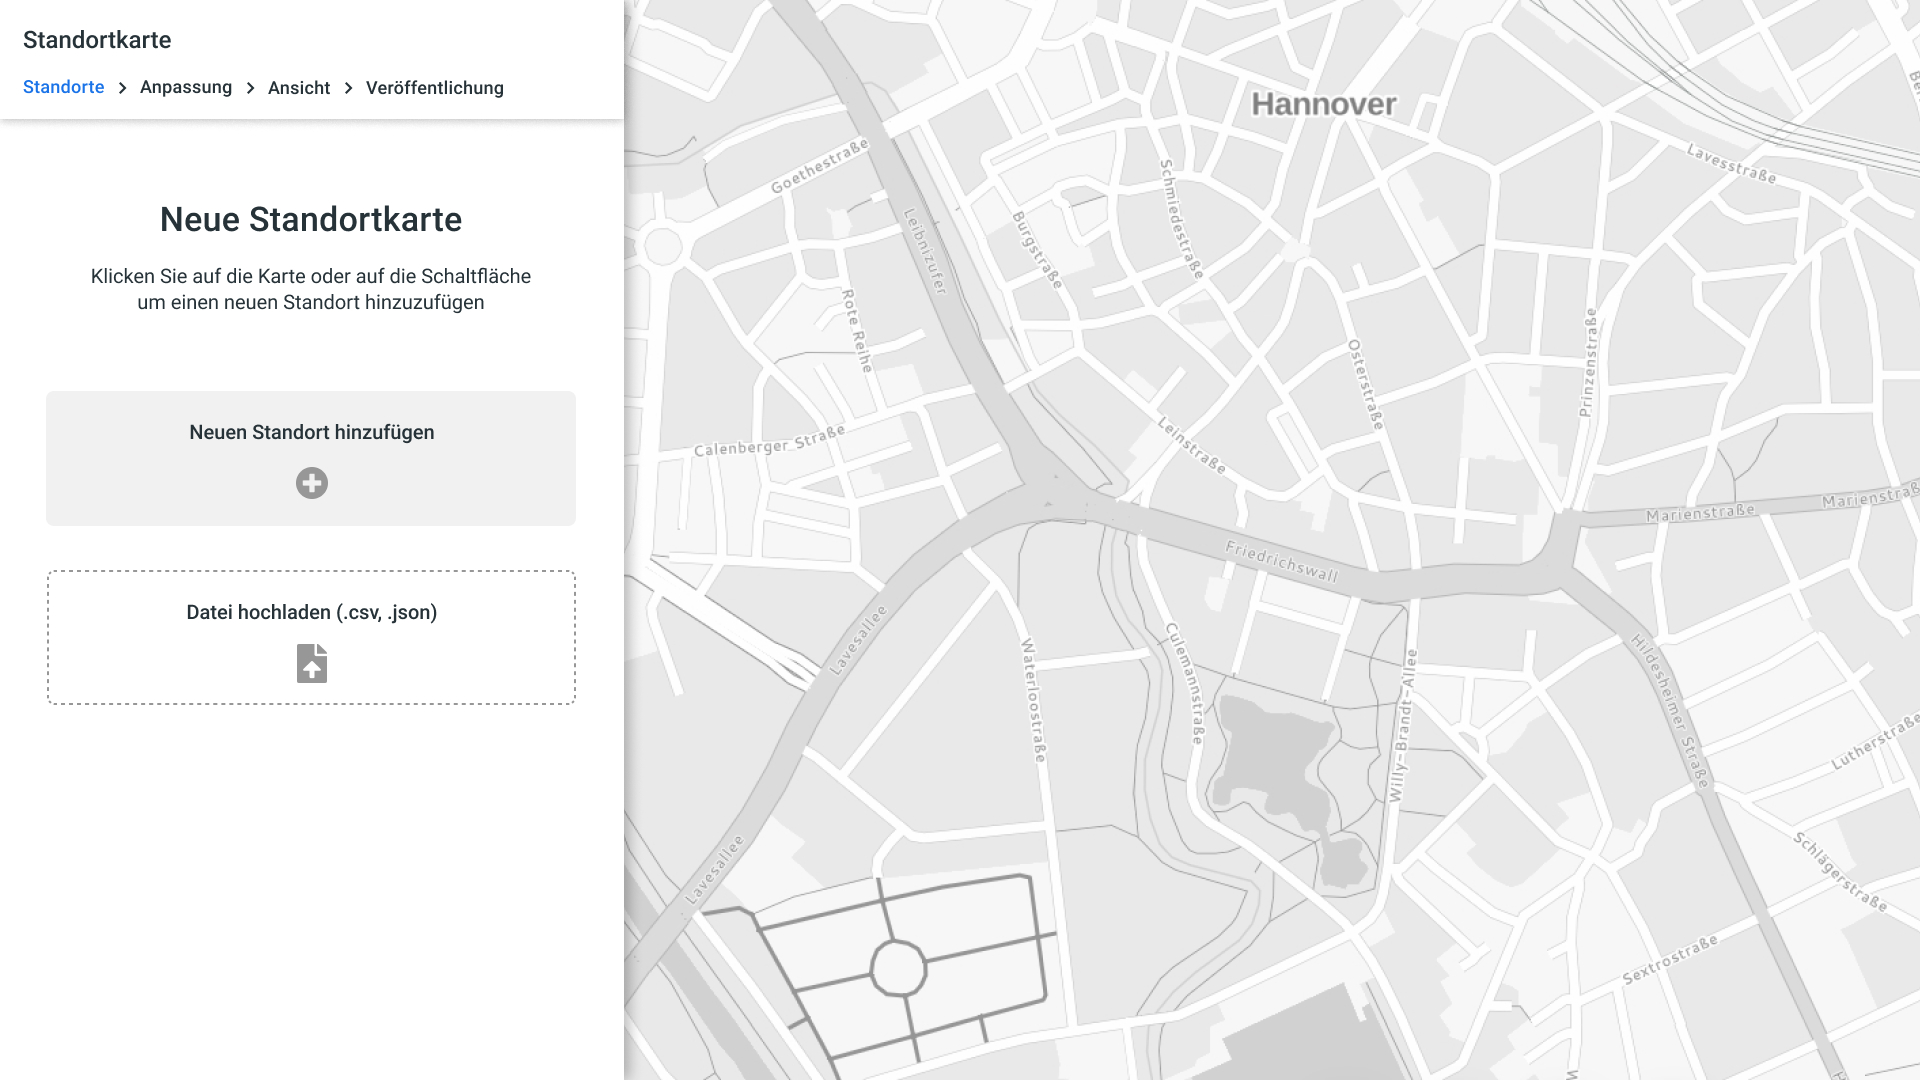 Standortkarte
Standorte > Anpassung > Ansicht > Veröffentlichung
Neue Standortkarte
Klicken Sie auf die Karte oder auf die Schaltfläche
um einen neuen Standort hinzuzufügen
Neuen Standort hinzufügen
Datei hochladen (.csv, .json)
Hannover
Lavesstraße
Goethestraße
Schmiedestraße
Leibnizufer
Burgstraße
Rote Reihe
Osterstraße
Prinzenstraße
Calenberger Straße
Leinstraße
Marienstraße
Marienstraß
Friedrichswall
Lavesallee
Culemannstraße
Waterloostraße
Willy-Brandt-Allee
Hildesheimer Straße
Lutherstraße
Lavesallee
Schlägerstraße
Sextrostraße